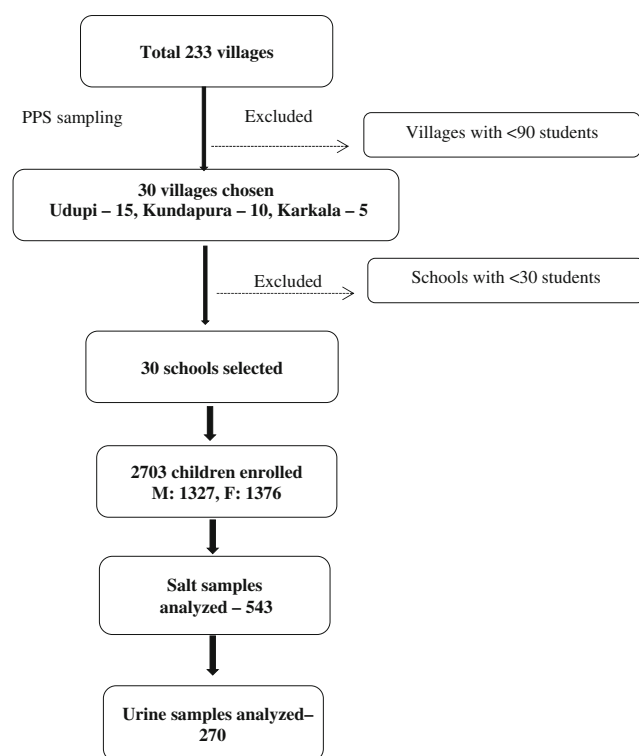 Total 233 villages
PPS sampling
Excluded
Villages with <90 students
30 villages chosen
Udupi – 15, Kundapura – 10, Karkala – 5
Excluded
Schools with <30 students
30 schools selected
2703 children enrolled
M: 1327, F: 1376
Salt samples
analyzed – 543
Urine samples analyzed–
270